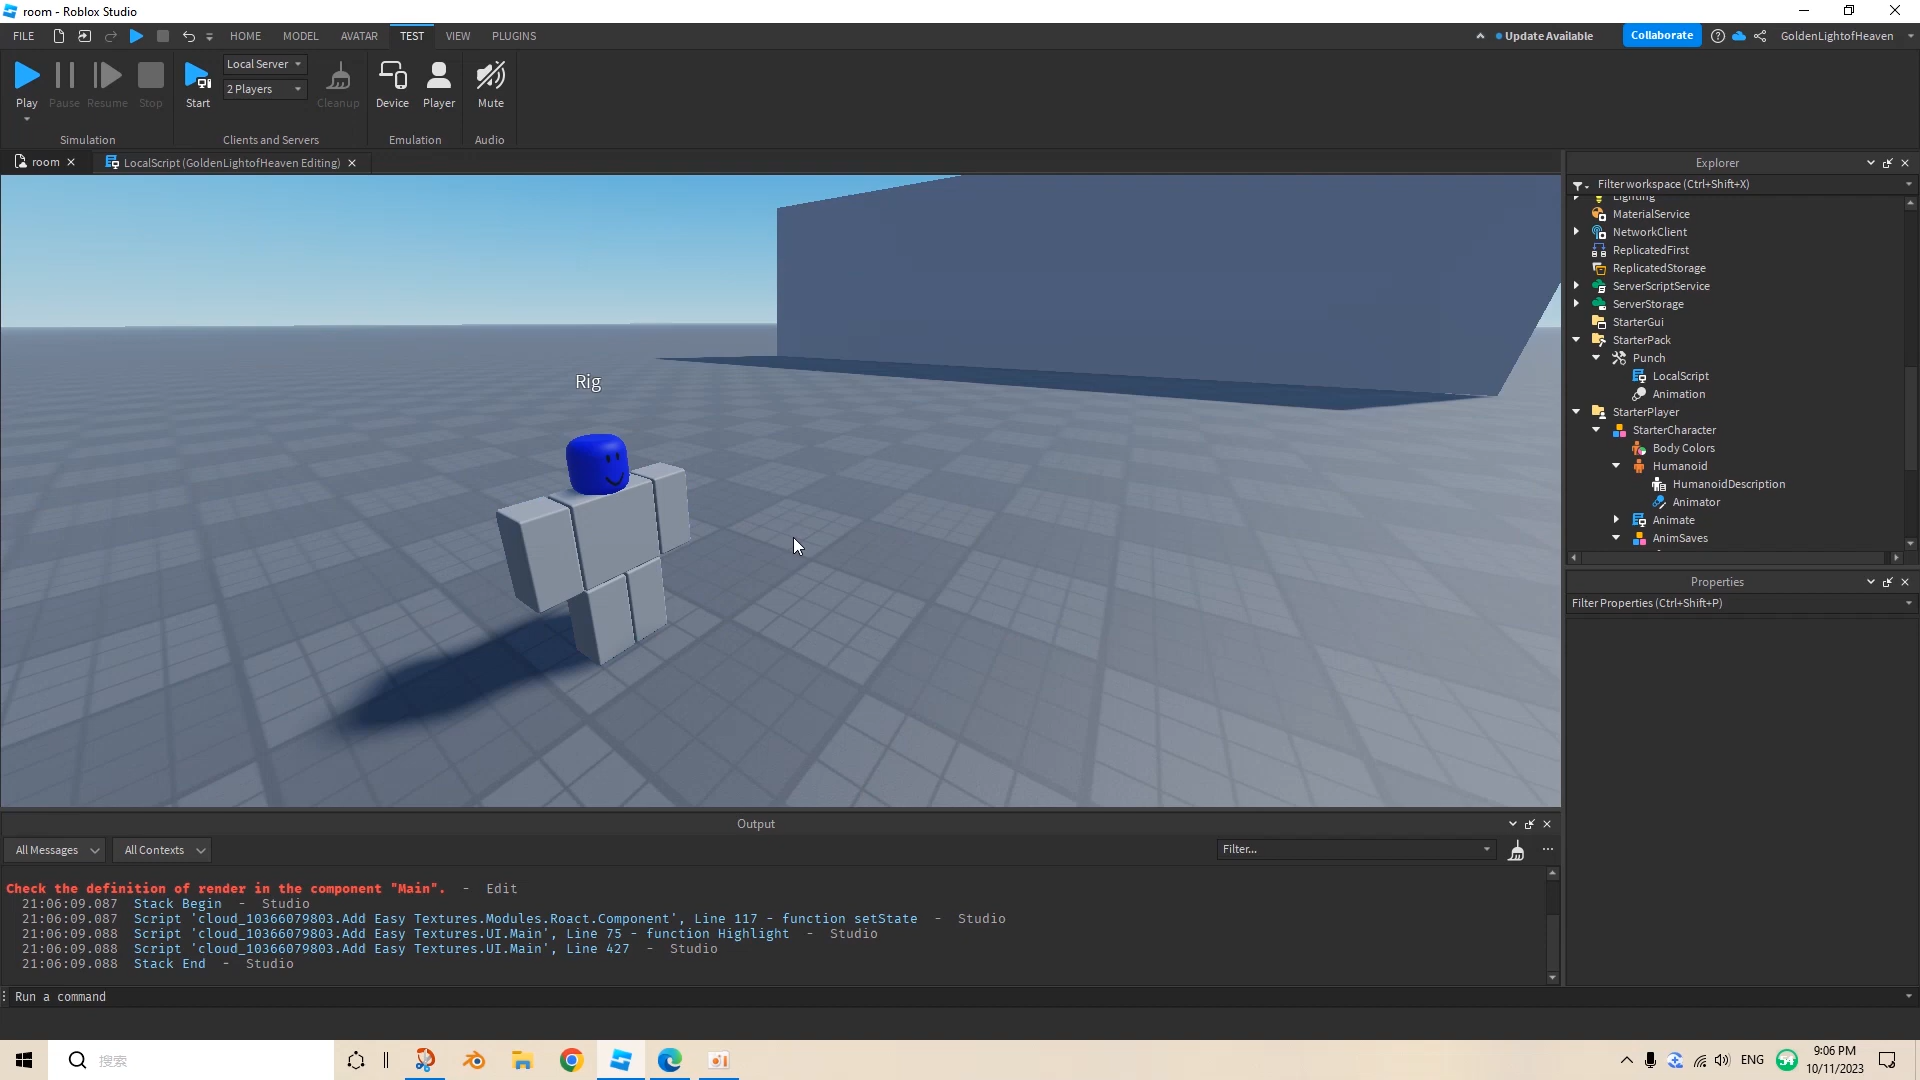 room - Roblox Studio
FILE HOME MODEL AVATAR TEST VIEW PLUGINS Update Available Collaborate GoldenLightofHeaven
Play Pause Resume Stop
Simulation
Start Local Server 2 Players Cleanup
Clients and Servers
Device Player
Emulation
Mute
Audio
room LocalScript (GoldenLightofHeaven Editing)
Rig
Explorer
Filter workspace (Ctrl+Shift+X)
Lighting
MaterialService
NetworkClient
ReplicatedFirst
ReplicatedStorage
ServerScriptService
ServerStorage
StarterGui
StarterPack
Punch
LocalScript
Animation
StarterPlayer
StarterCharacter
Body Colors
Humanoid
HumanoidDescription
Animator
Animate
AnimSaves
Properties
Filter Properties (Ctrl+Shift+P)
Output
All Messages All Contexts Filter...
Check the definition of render in the component "Main". - Edit
21:06:09.087 Stack Begin - Studio
21:06:09.087 Script 'cloud_10366079803.Add Easy Textures.Modules.Roact.Component', Line 117 - function setState - Studio
21:06:09.088 Script 'cloud_10366079803.Add Easy Textures.UI.Main', Line 75 - function Highlight - Studio
21:06:09.088 Script 'cloud_10366079803.Add Easy Textures.UI.Main', Line 427 - Studio
21:06:09.088 Stack End - Studio
Run a command
搜索
ENG
54
9:06 PM
10/11/2023